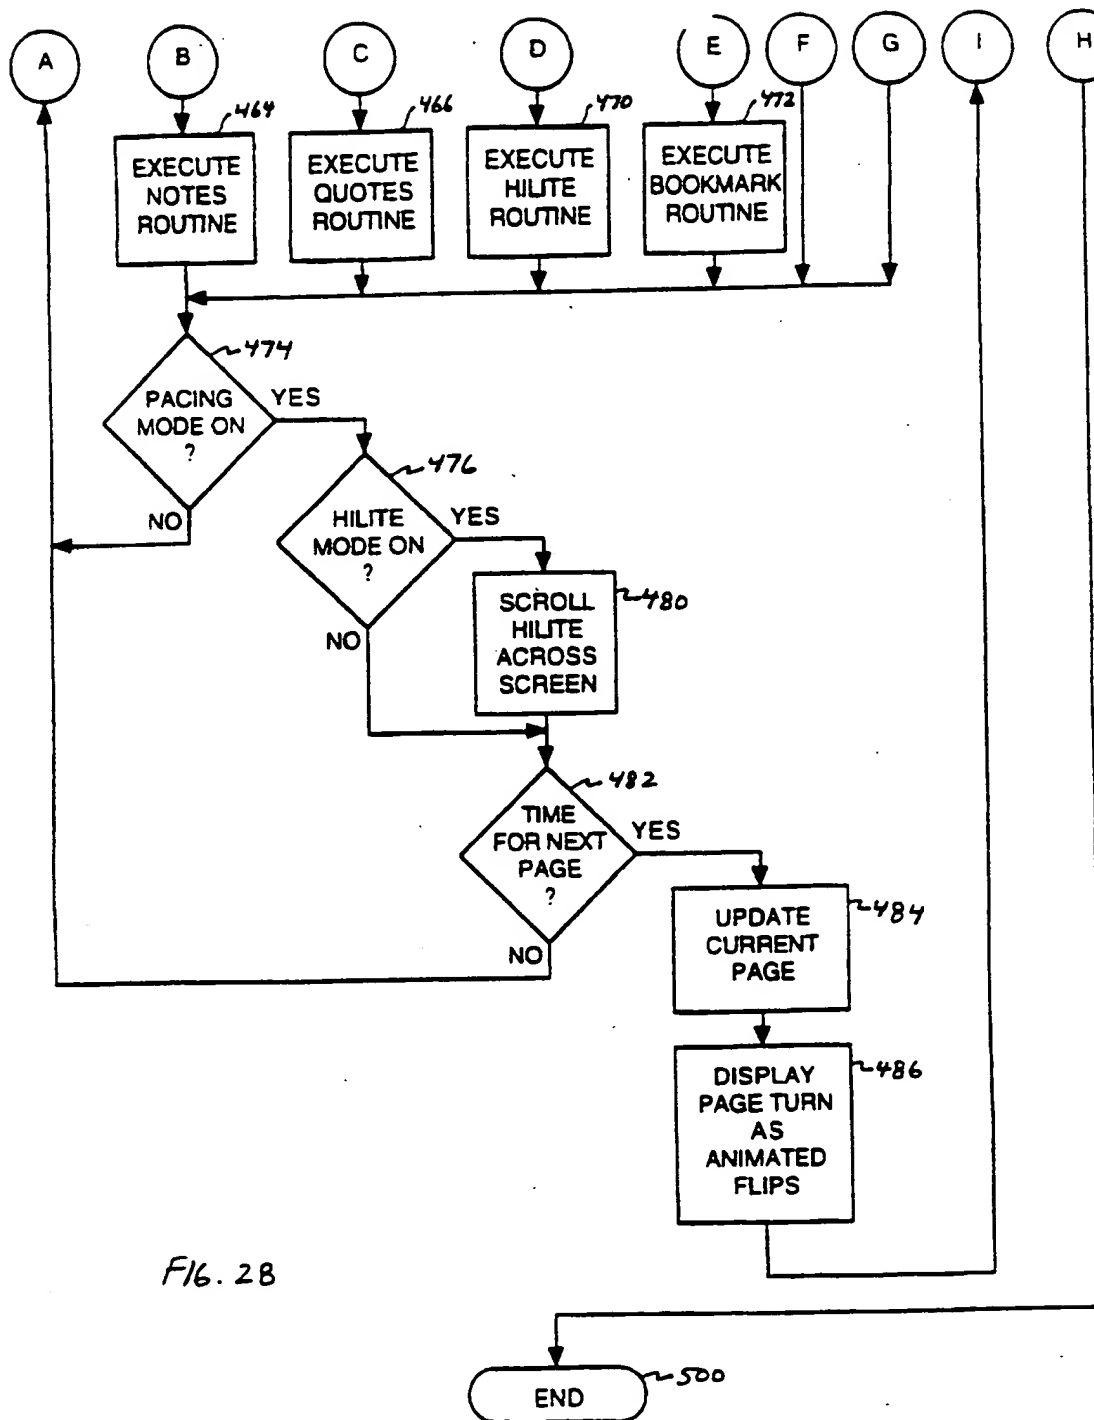 A
B
C
D
E
F
G
I
H
464
466
470
472
EXECUTE
NOTES
ROUTINE
EXECUTE
QUOTES
ROUTINE
EXECUTE
HILITE
ROUTINE
EXECUTE
BOOKMARK
ROUTINE
474
PACING
MODE ON
?
YES
NO
476
HILITE
MODE ON
?
YES
NO
480
SCROLL
HILITE
ACROSS
SCREEN
482
TIME
FOR NEXT
PAGE
?
YES
NO
484
UPDATE
CURRENT
PAGE
486
DISPLAY
PAGE TURN
AS
ANIMATED
FLIPS
FIG. 28
500
END